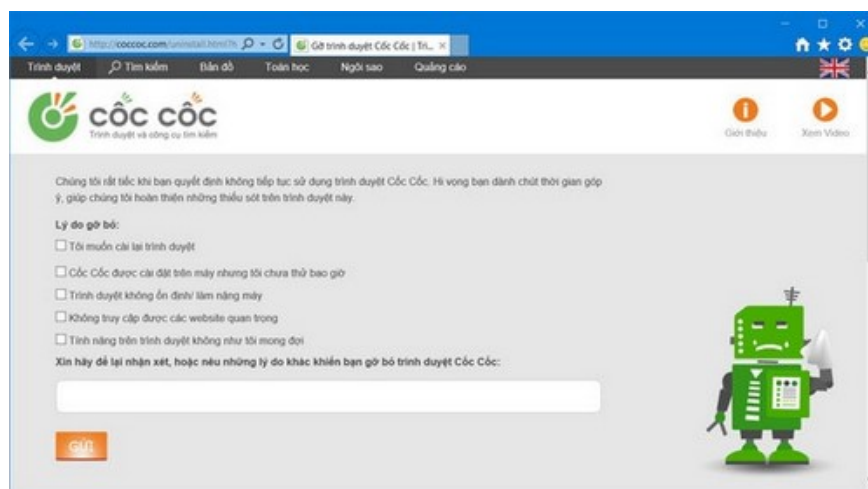 http://coccoc.com/uninstall.html?h
Gỡ trình duyệt Cốc Cốc | Tri...
Trình duyệt Tìm kiếm Bản đồ Toán học Ngôi sao Quảng cáo
cốc cốc
Trình duyệt và công cụ tìm kiếm
Giới thiệu Xem Video
Chúng tôi rất tiếc khi bạn quyết định không tiếp tục sử dụng trình duyệt Cốc Cốc. Hi vọng bạn dành chút thời gian góp
ý, giúp chúng tôi hoàn thiện những thiếu sót trên trình duyệt này.
Lý do gỡ bỏ:
Tôi muốn cài lại trình duyệt
Cốc Cốc được cài đặt trên máy nhưng tôi chưa thử bao giờ
Trình duyệt không ổn định/ làm nặng máy
Không truy cập được các website quan trọng
Tính năng trên trình duyệt không như tôi mong đợi
Xin hãy để lại nhận xét, hoặc nêu những lý do khác khiến bạn gỡ bỏ trình duyệt Cốc Cốc:
GỬI